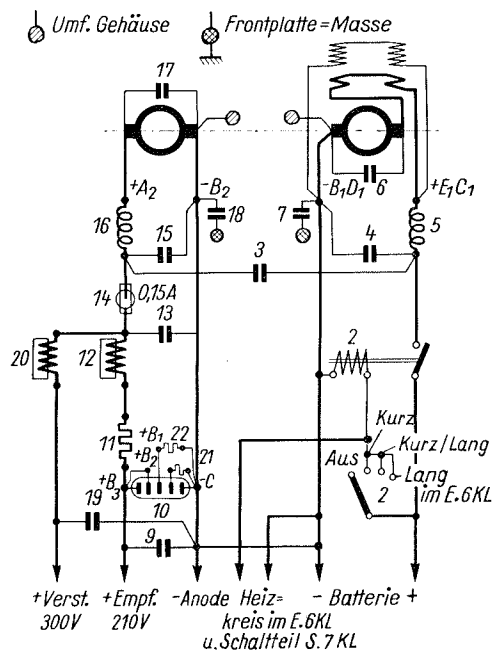 Umf. Gehäuse
Frontplatte=Masse
17
+A₂
-B₂
-B₁D₁
6
+E₁C₁
16
15
18
7
4
5
3
14
0,15A
13
20
12
2
11
+B₁
22
+B₂
21
+B₃
-C
10
19
9
Kurz
Kurz/Lang
Aus
Lang
im E.6KL
2
+Verst.
300V
+Empf.
210V
-Anode
Heiz=
kreis im E.6KL
u. Schaltteil S.7KL
- Batterie +